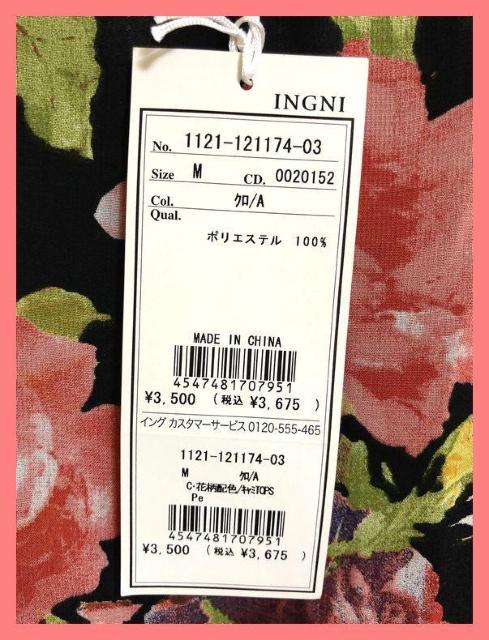 INGNI
No. 1121-121174-03
Size M CD. 0020152
Col. ｸﾛ/A
Qual.
ポリエステル 100%
MADE IN CHINA
4547481707951
¥3,500 (税込 ¥3,675 )
イング カスタマーサービス 0120-555-465
1121-121174-03
M ｸﾛ/A
C・花柄配色/ｷｬﾐTOPS
Pe
4547481707951
¥3,500 (税込 ¥3,675 )